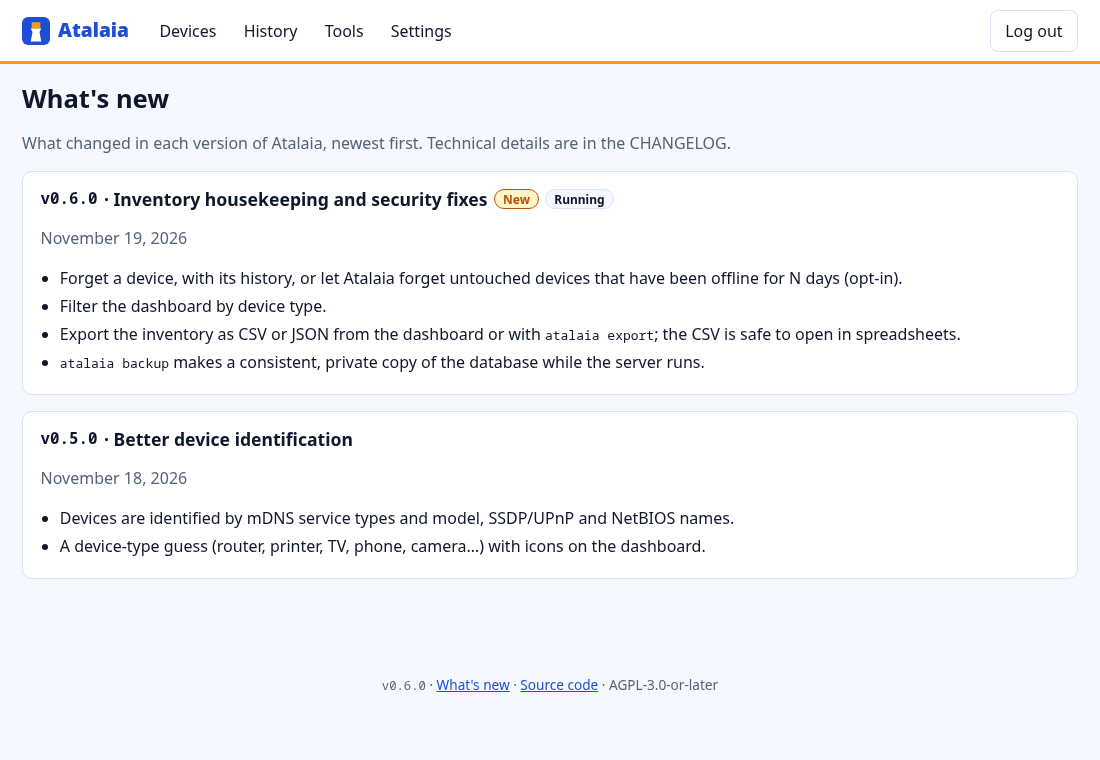 Atalaia
Devices
History
Tools
Settings
Log out
What's new
What changed in each version of Atalaia, newest first. Technical details are in the CHANGELOG.
v0.6.0 · Inventory housekeeping and security fixes New Running
November 19, 2026
• Forget a device, with its history, or let Atalaia forget untouched devices that have been offline for N days (opt-in).
• Filter the dashboard by device type.
• Export the inventory as CSV or JSON from the dashboard or with atalaia export; the CSV is safe to open in spreadsheets.
• atalaia backup makes a consistent, private copy of the database while the server runs.
v0.5.0 · Better device identification
November 18, 2026
• Devices are identified by mDNS service types and model, SSDP/UPnP and NetBIOS names.
• A device-type guess (router, printer, TV, phone, camera…) with icons on the dashboard.
v0.6.0 · What's new · Source code · AGPL-3.0-or-later